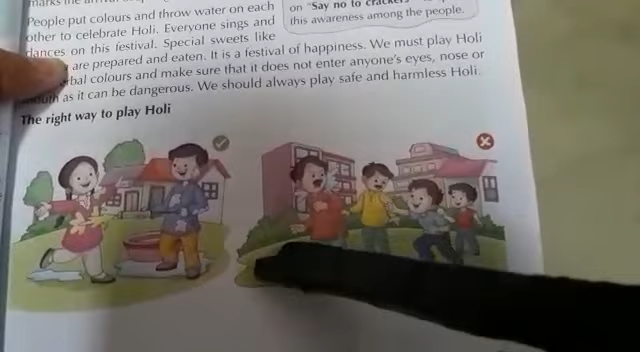 marks the
People put colours and throw water on each
other to celebrate Holi. Everyone sings and
dances on this festival. Special sweets like
are prepared and eaten. It is a festival of happiness. We must play Holi
colours and make sure that it does not enter anyone's eyes, nose or
mouth as it can be dangerous. We should always play safe and harmless Holi.
on "Say no to crackers"
this awareness among the people.
The right way to play Holi